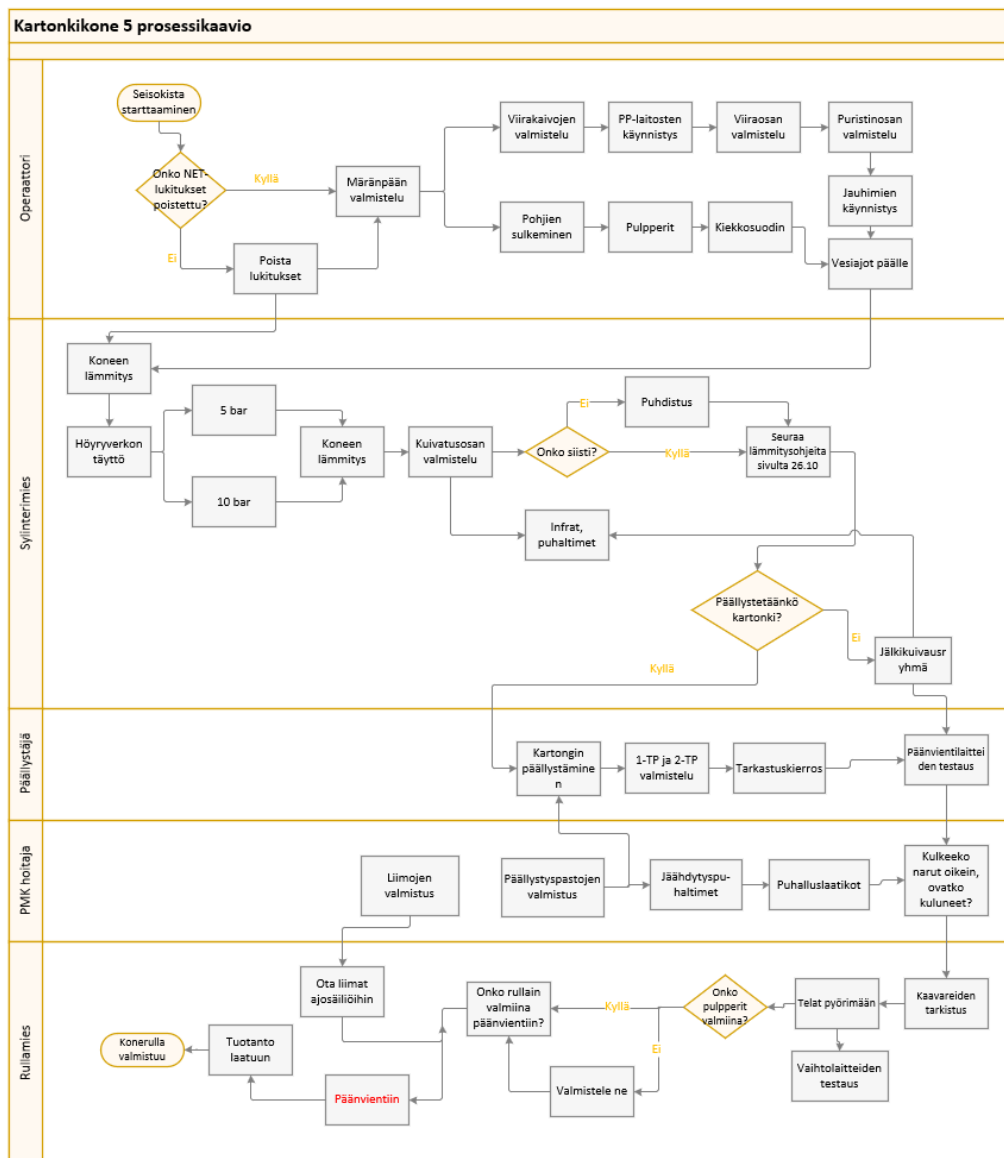 Kartonkikone 5 prosessikaavio
Operaattori
Seisokista
starttaaminen
Onko NET-
lukitukset
poistettu?
Kyllä
Ei
Poista
lukitukset
Märänpään
valmistelu
Viirakaivojen
valmistelu
PP-laitosten
käynnistys
Viiraosan
valmistelu
Puristinosan
valmistelu
Jauhimien
käynnistys
Pohjien
sulkeminen
Pulpperit
Kiekkosuodin
Vesiajot päälle
Sylinterimies
Koneen
lämmitys
Höyryverkon
täyttö
5 bar
10 bar
Koneen
lämmitys
Kuivatusosan
valmistelu
Onko siisti?
Ei
Kyllä
Puhdistus
Seuraa
lämmitysohjeita
sivulta 26.10
Infrat,
puhaltimet
Päällystetäänkö
kartonki?
Ei
Kyllä
Jälkikuivausr
yhmä
Päällystäjä
Kartongin
päällystämine
n
1-TP ja 2-TP
valmistelu
Tarkastuskierros
Päänvientilaittei
den testaus
PMK hoitaja
Liimojen
valmistus
Päällystyspastojen
valmistus
Jäähdytyspu-
haltimet
Puhalluslaatikot
Kulkeeko
narut oikein,
ovatko
kuluneet?
Rullamies
Ota liimat
ajosäiliöihin
Onko rullain
valmiina
päänvientiin?
Kyllä
Onko
pulpperit
valmiina?
Ei
Telat pyörimään
Kaavareiden
tarkistus
Vaihtolaitteiden
testaus
Valmistele ne
Päänvientiin
Tuotanto
laatuun
Konerulla
valmistuu